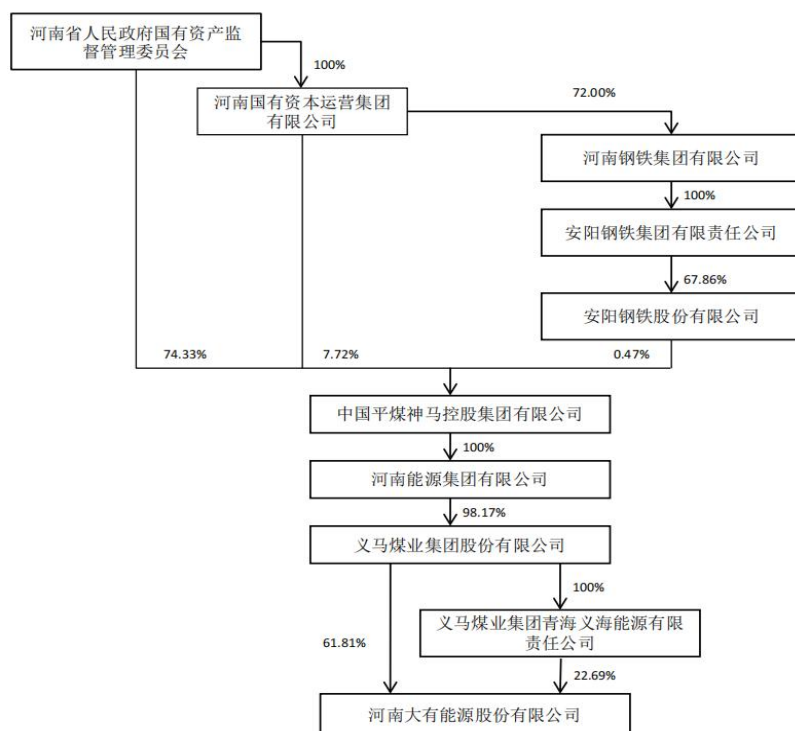 河南省人民政府国有资产监
督管理委员会
100%
河南国有资本运营集团
有限公司
72.00%
河南钢铁集团有限公司
100%
安阳钢铁集团有限责任公司
67.86%
安阳钢铁股份有限公司
74.33%
7.72%
0.47%
中国平煤神马控股集团有限公司
100%
河南能源集团有限公司
98.17%
义马煤业集团股份有限公司
100%
义马煤业集团青海义海能源有限
责任公司
61.81%
22.69%
河南大有能源股份有限公司